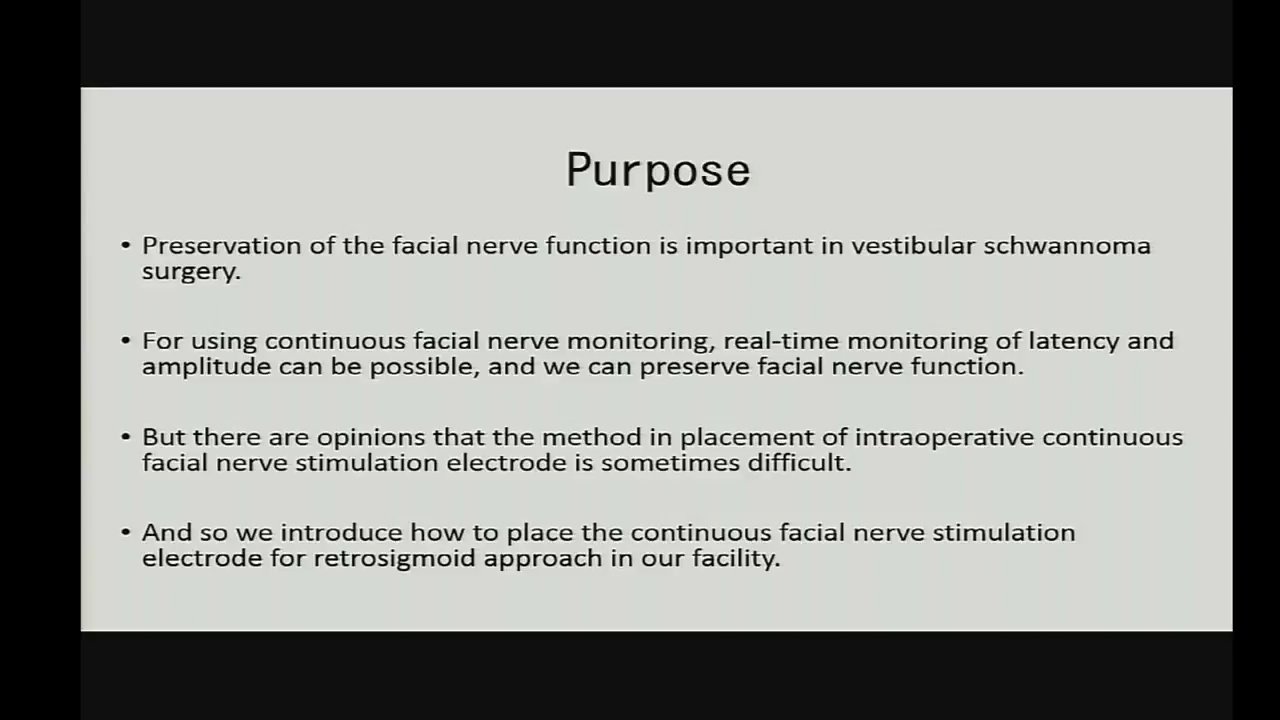 Purpose
• Preservation of the facial nerve function is important in vestibular schwannoma
surgery.
• For using continuous facial nerve monitoring, real-time monitoring of latency and
amplitude can be possible, and we can preserve facial nerve function.
• But there are opinions that the method in placement of intraoperative continuous
facial nerve stimulation electrode is sometimes difficult.
• And so we introduce how to place the continuous facial nerve stimulation
electrode for retrosigmoid approach in our facility.